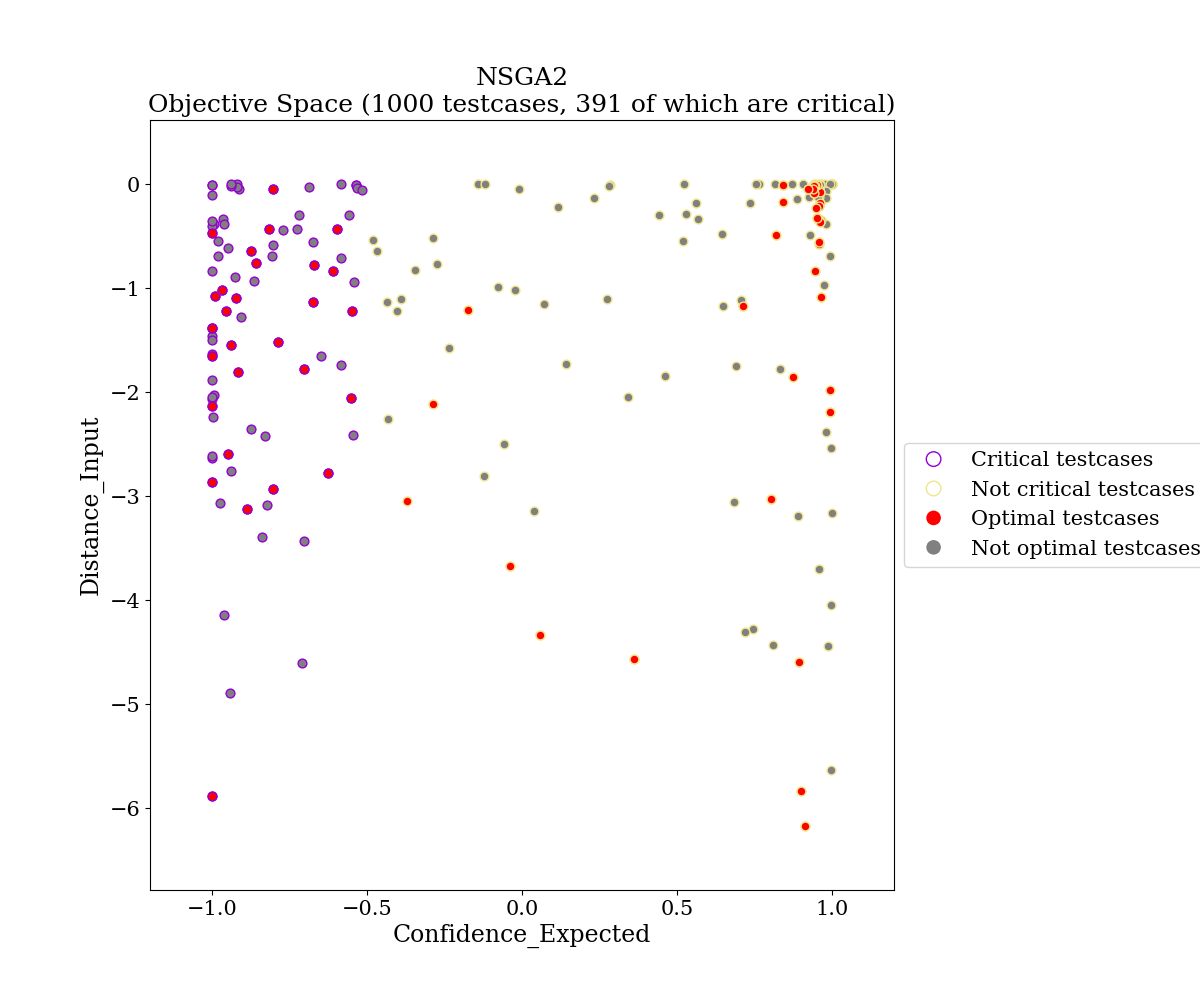 NSGA2
Objective Space (1000 testcases, 391 of which are critical)
0
−1
−2
−3
−4
−5
−6
Distance_Input
−1.0
−0.5
0.0
0.5
1.0
Confidence_Expected
Critical testcases
Not critical testcases
Optimal testcases
Not optimal testcases